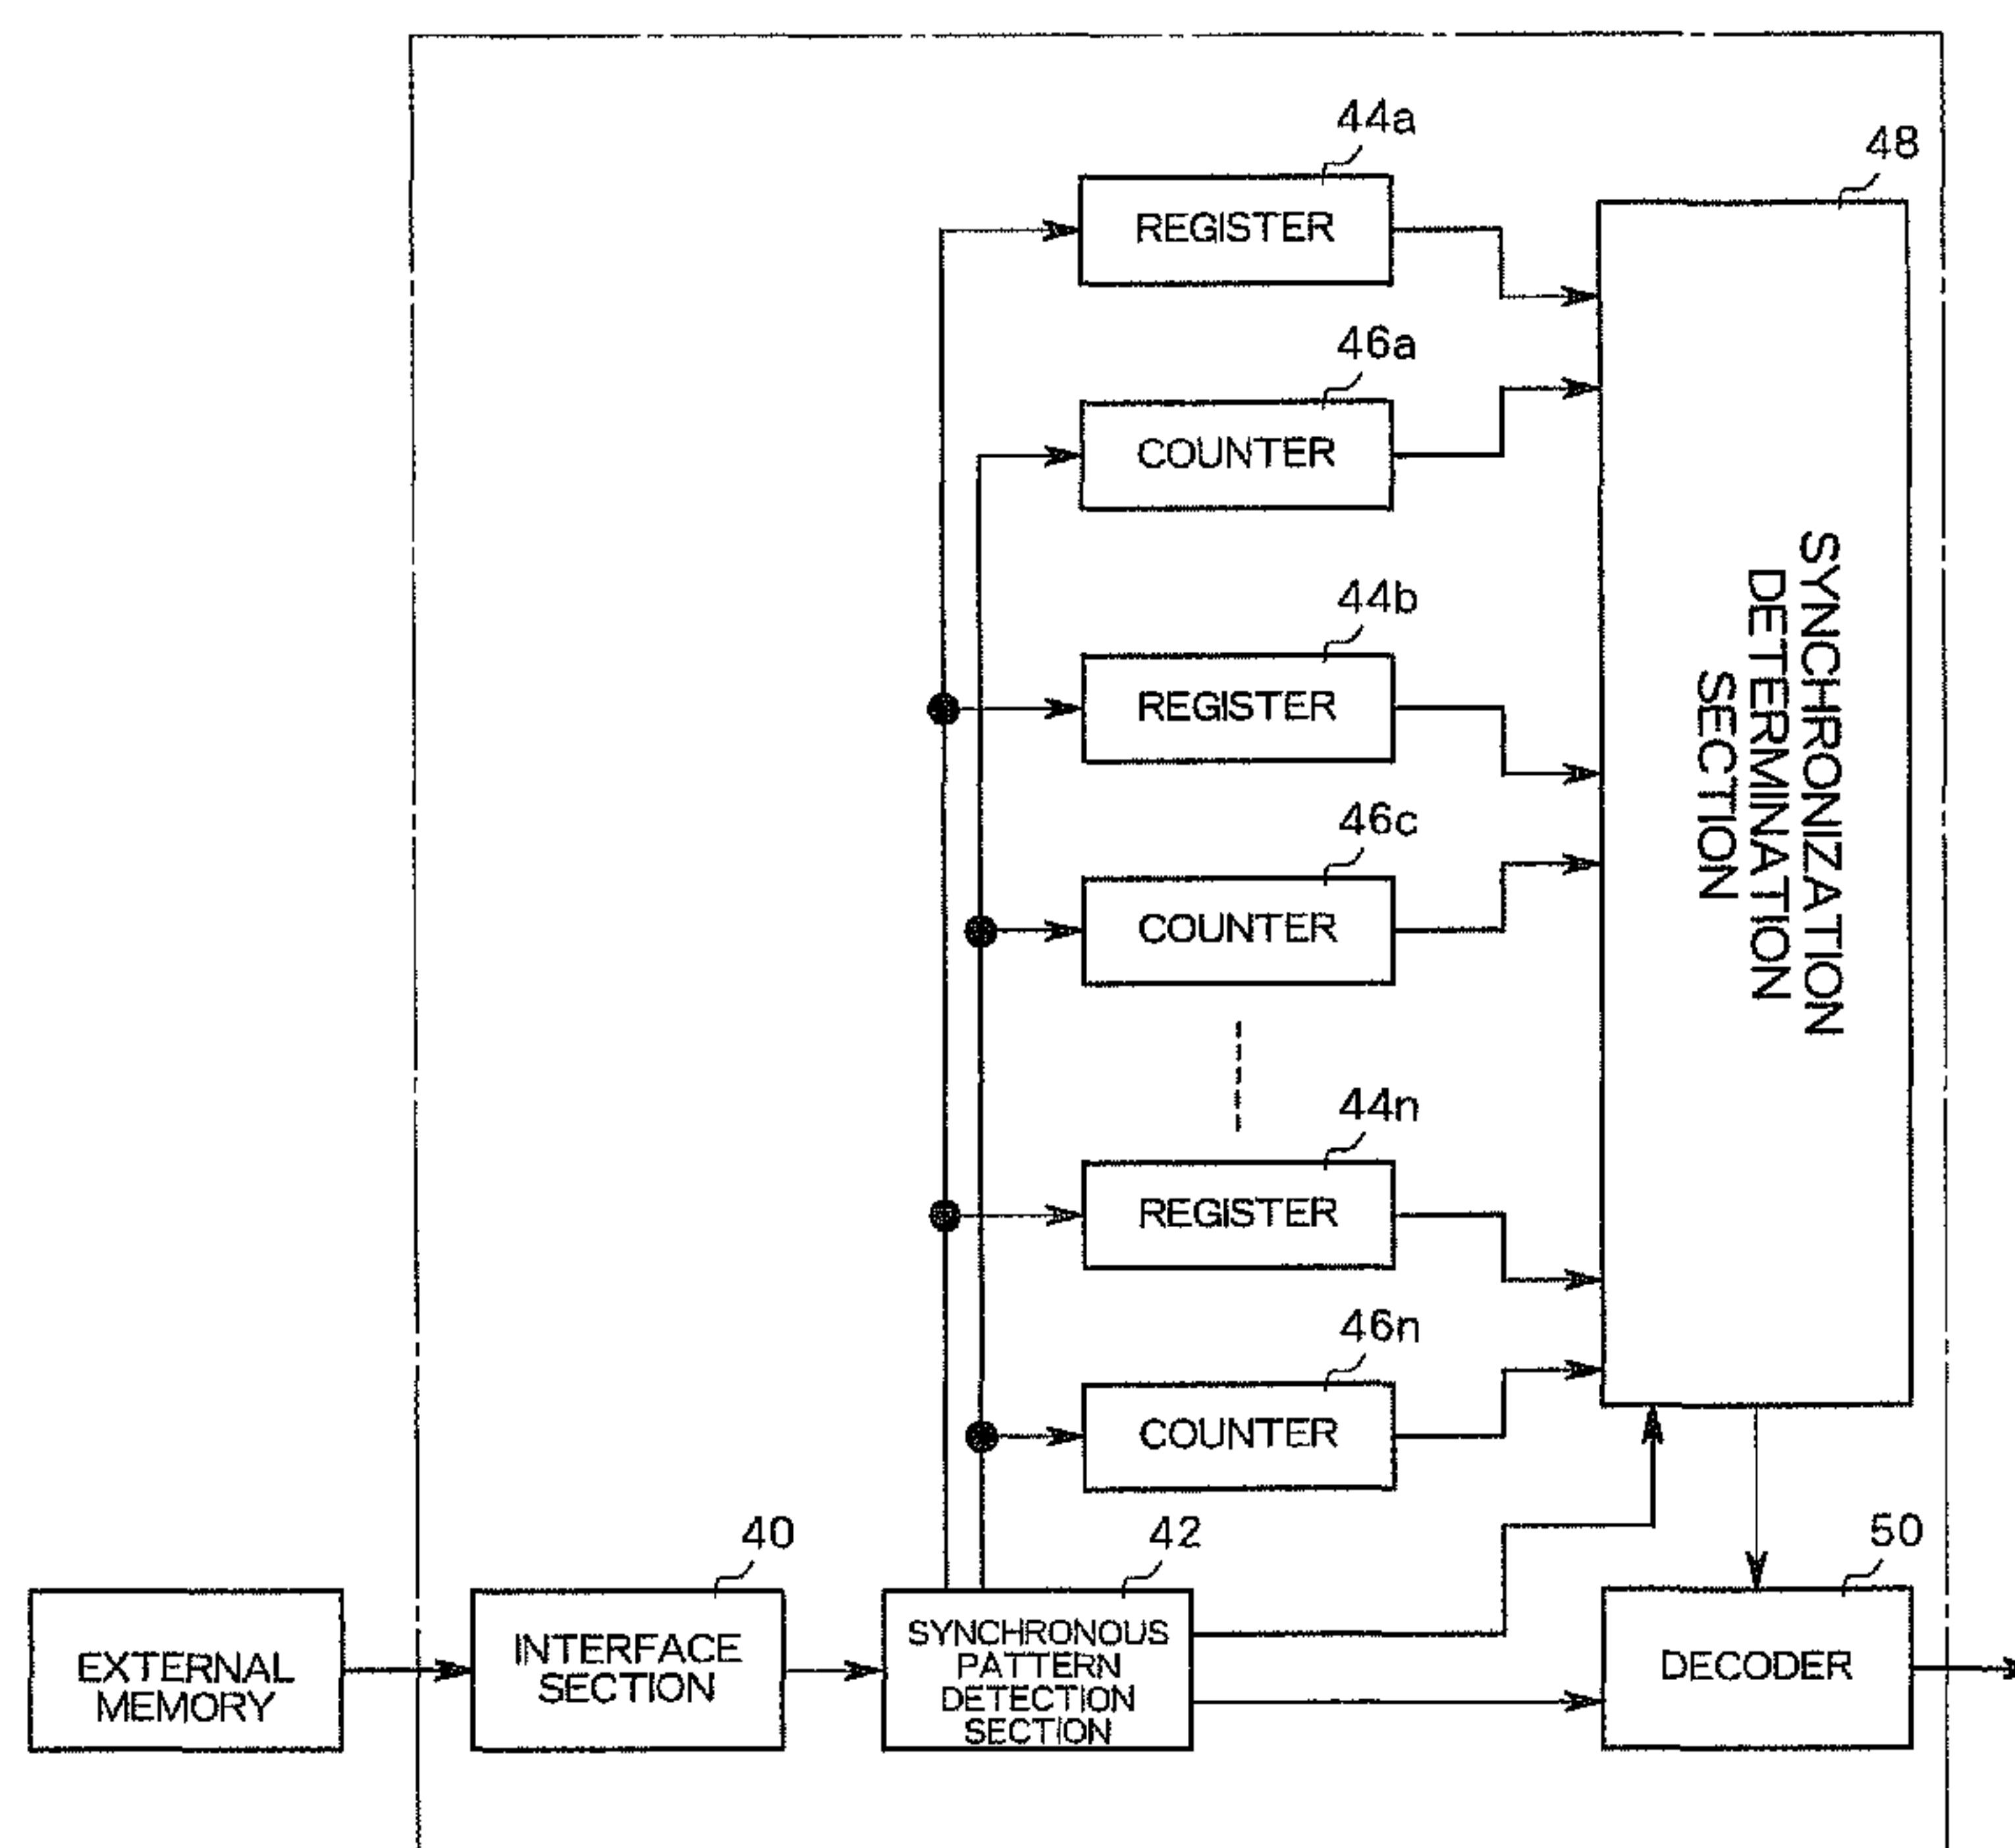 44a
REGISTER
48
46a
COUNTER
44b
REGISTER
SYNCHRONIZATION
DETERMINATION
SECTION
46c
COUNTER
44n
REGISTER
46n
COUNTER
40
42
50
EXTERNAL
MEMORY
INTERFACE
SECTION
SYNCHRONOUS
PATTERN
DETECTION
SECTION
DECODER